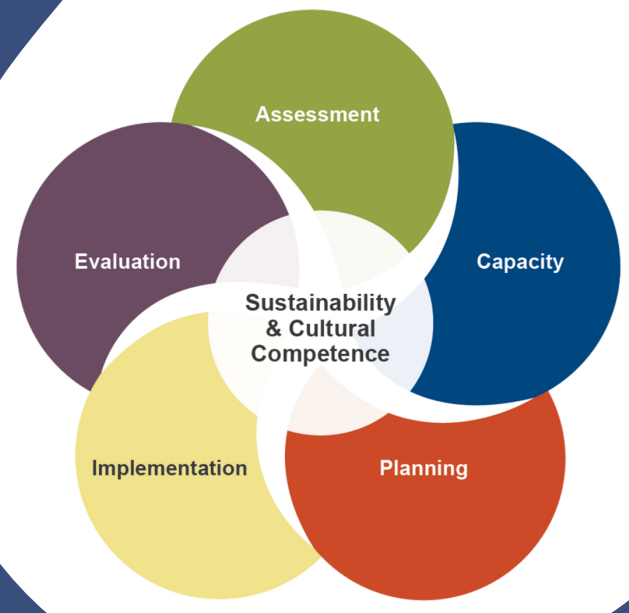 Assessment
Capacity
Evaluation
Sustainability
& Cultural
Competence
Implementation
Planning